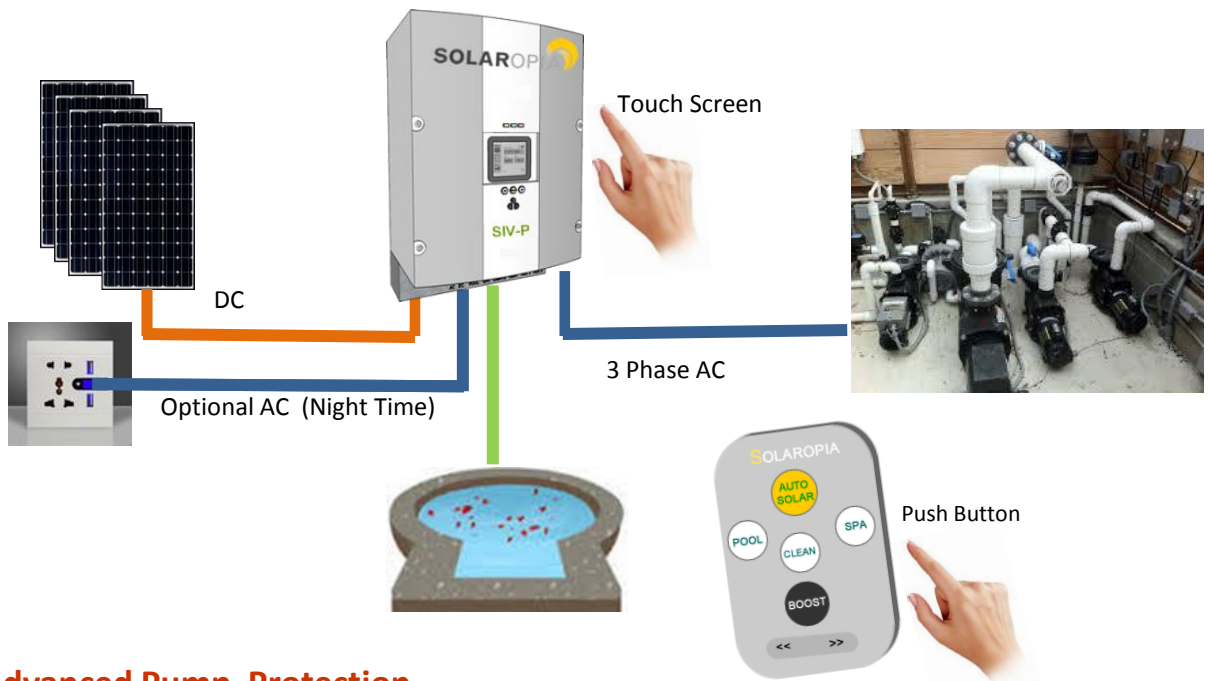 SOLAROPIA
Touch Screen
SIV-P
DC
3 Phase AC
Optional AC (Night Time)
SOLAROPIA
AUTO
SOLAR
Push Button
POOL
SPA
CLEAN
BOOST
<< >>
dvanced Pump Protection